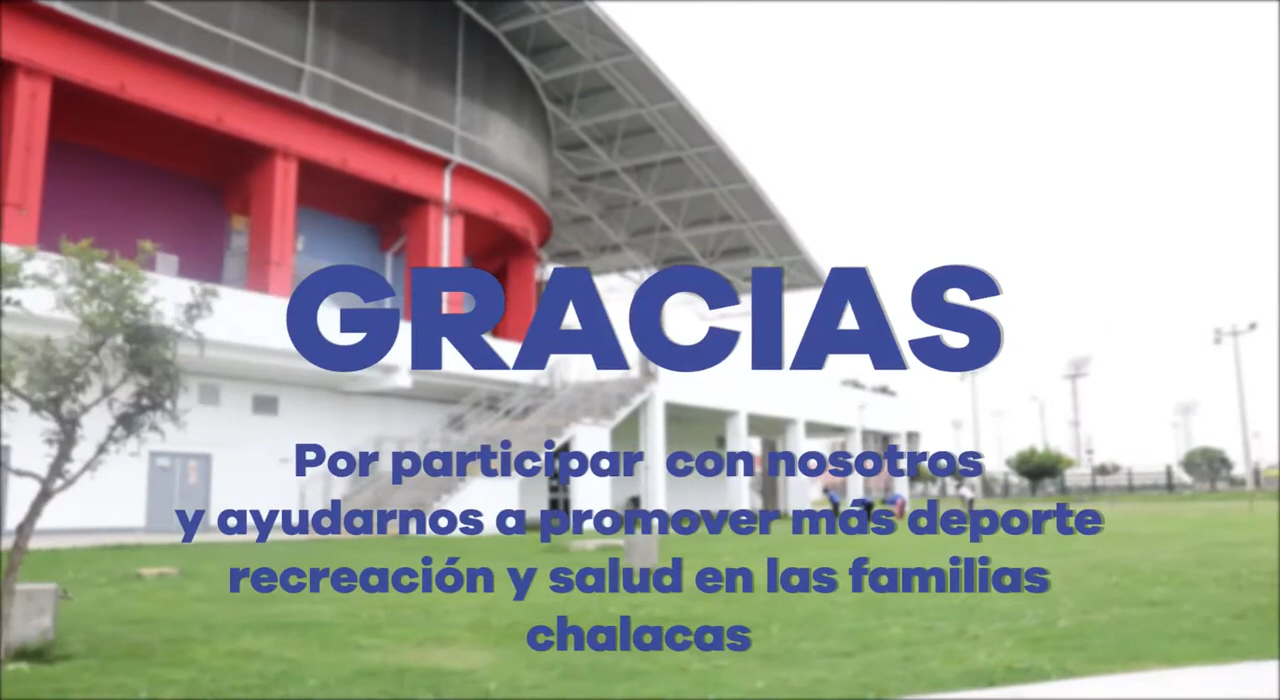 GRACIAS
Por participar con nosotros
y ayudarnos a promover más deporte
recreación y salud en las familias
chalacas